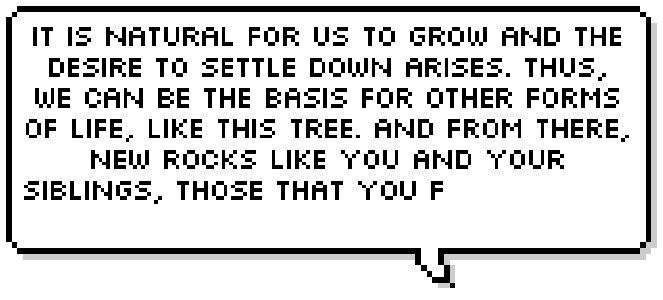 IT IS NATURAL FOR US TO GROW AND THE
DESIRE TO SETTLE DOWN ARISES. THUS,
WE CAN BE THE BASIS FOR OTHER FORMS
OF LIFE, LIKE THIS TREE. AND FROM THERE,
NEW ROCKS LIKE YOU AND YOUR
SIBLINGS, THOSE THAT YOU F